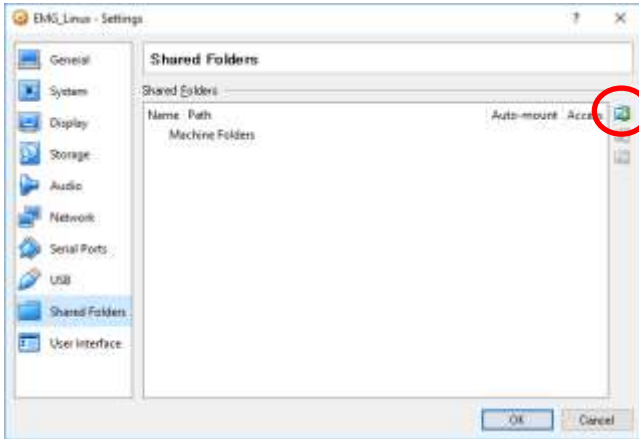 EMG_Linux - Settings
General
System
Display
Storage
Audio
Network
Serial Ports
USB
Shared Folders
User Interface
Shared Folders
Shared Folders
Name Path Auto-mount Access
Machine Folders
OK Cancel